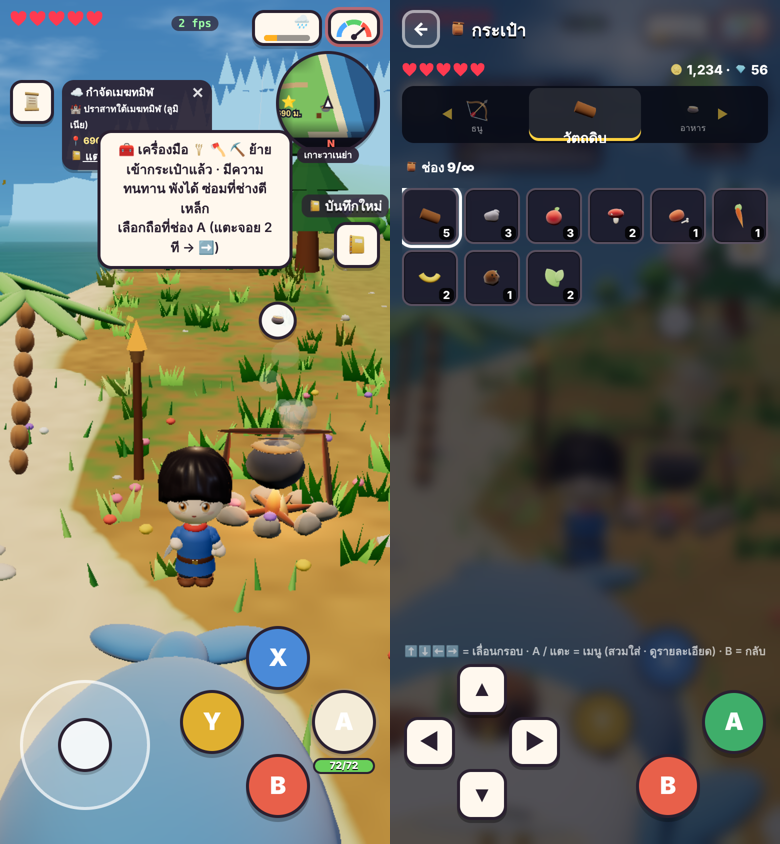 2 fps
☁️ กำจัดเมฆทมิฬ ✕
🏰 ปราสาทใต้เมฆทมิฬ (ลูมิ
เนีย)
📍 690
📒 แต
🧰 เครื่องมือ 🪓 ⛏️ ย้าย
เข้ากระเป๋าแล้ว · มีความ
ทนทาน พังได้ ซ่อมที่ช่างตี
เหล็ก
เลือกถือที่ช่อง A (แตะจอย 2
ที → ➡️)
N
เกาะวาเนย่า
📒 บันทึกใหม่
X
Y
A
B
72/72
← กระเป๋า
1,234 · 💎 56
◀ ธนู
วัตถุดิบ
อาหาร ▶
ช่อง 9/∞
5 3 3 2 1 1
2 1 2
⬆️⬇️⬅️➡️ = เลื่อนกรอบ · A / แตะ = เมนู (สวมใส่ · ดูรายละเอียด) · B = กลับ
▲
◀ ▶
▼
A
B